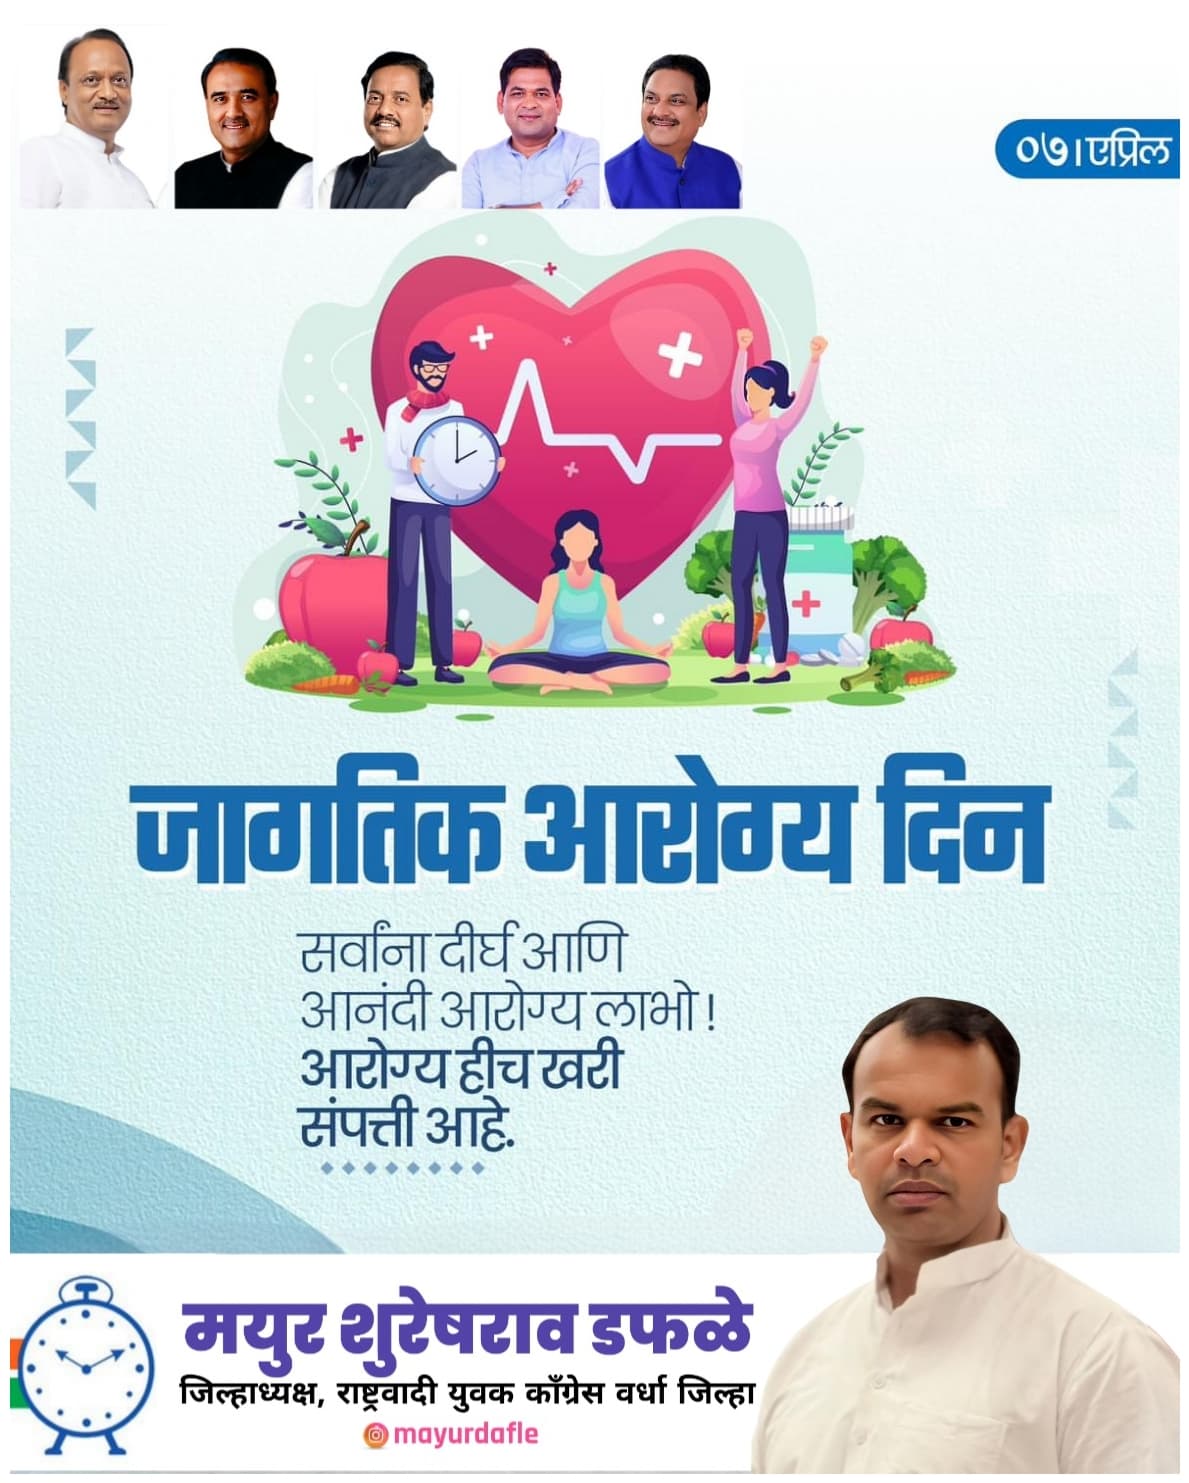 ०७।एप्रिल
जागतिक आरोग्य दिन
सर्वांना दीर्घ आणि
आनंदी आरोग्य लाभो!
आरोग्य हीच खरी
संपत्ती आहे.
मयुर शुरेषराव डफळे
जिल्हाध्यक्ष, राष्ट्रवादी युवक काँग्रेस वर्धा जिल्हा
mayurdafle